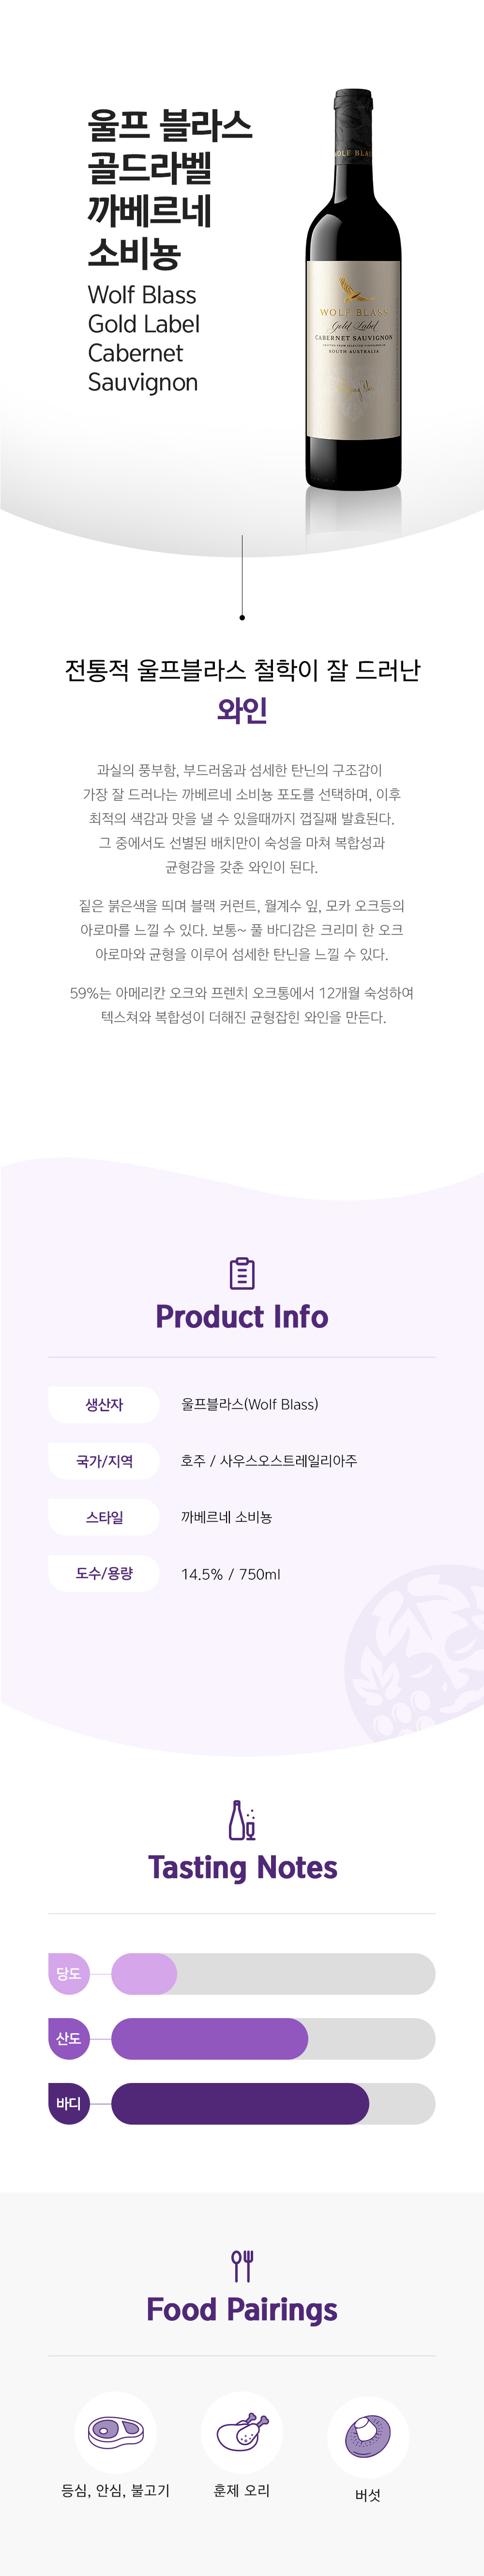 울프 블라스
골드라벨
까베르네
소비뇽
Wolf Blass
Gold Label
Cabernet
Sauvignon
WOLF BLASS
Gold Label
CABERNET SAUVIGNON
SOUTH AUSTRALIA
전통적 울프블라스 철학이 잘 드러난
와인
과실의 풍부함, 부드러움과 섬세한 탄닌의 구조감이
가장 잘 드러나는 까베르네 소비뇽 포도를 선택하며, 이후
최적의 색감과 맛을 낼 수 있을때까지 껍질째 발효된다.
그 중에서도 선별된 배치만이 숙성을 마쳐 복합성과
균형감을 갖춘 와인이 된다.
짙은 붉은색을 띄며 블랙 커런트, 월계수 잎, 모카 오크등의
아로마를 느낄 수 있다. 보통~ 풀 바디감은 크리미 한 오크
아로마와 균형을 이루어 섬세한 탄닌을 느낄 수 있다.
59%는 아메리칸 오크와 프렌치 오크통에서 12개월 숙성하여
텍스쳐와 복합성이 더해진 균형잡힌 와인을 만든다.
Product Info
생산자 울프블라스(Wolf Blass)
국가/지역 호주 / 사우스오스트레일리아주
스타일 까베르네 소비뇽
도수/용량 14.5% / 750ml
Tasting Notes
당도
산도
바디
Food Pairings
등심, 안심, 불고기 훈제 오리 버섯